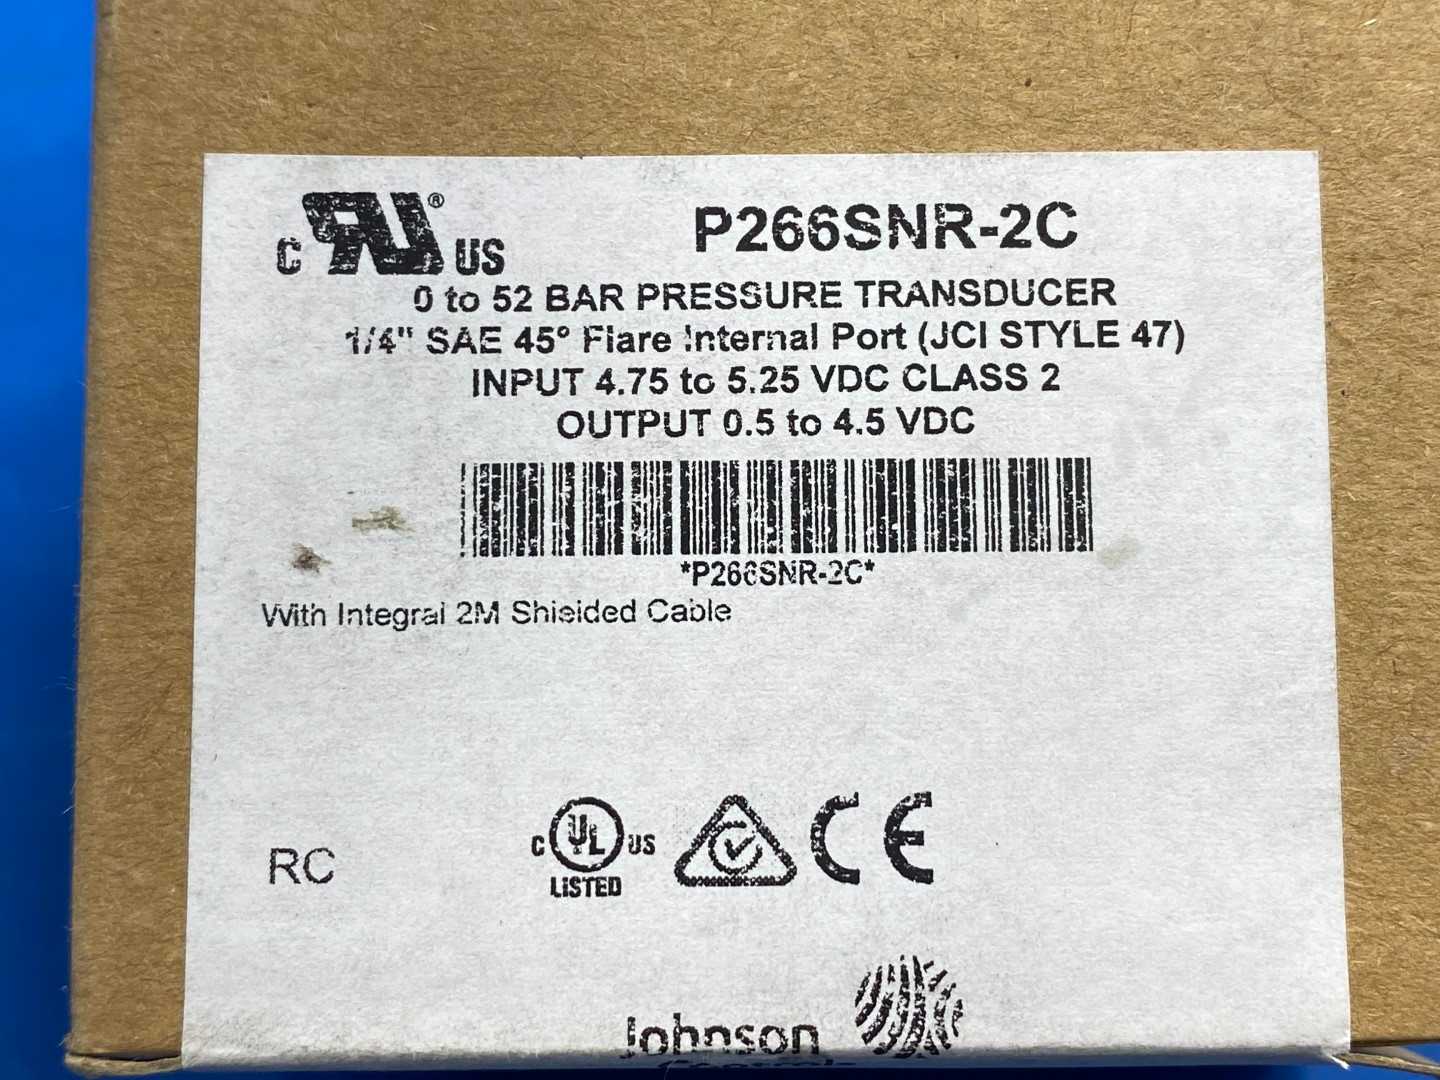 C RU® US
P266SNR-2C
0 to 52 BAR PRESSURE TRANSDUCER
1/4" SAE 45° Flare Internal Port (JCI STYLE 47)
INPUT 4.75 to 5.25 VDC CLASS 2
OUTPUT 0.5 to 4.5 VDC
*P266SNR-2C*
With Integral 2M Shielded Cable
RC
C UL US
LISTED
CE
Johnson
Controls